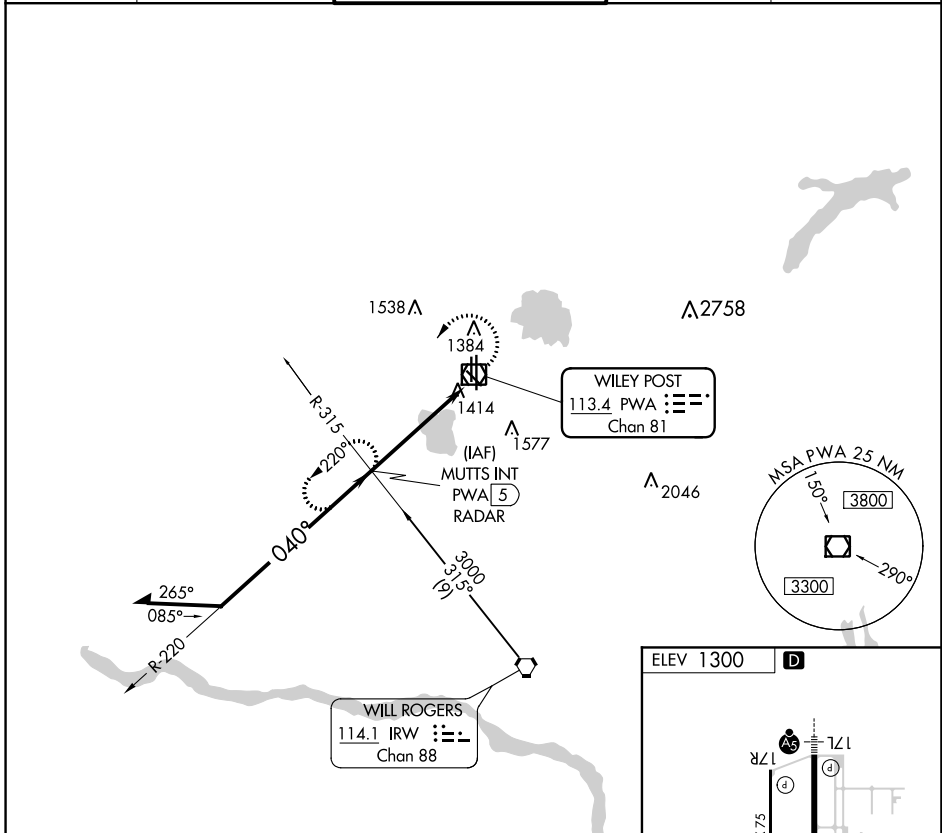 1538
2758
1384
WILEY POST
113.4 PWA
Chan 81
1414
1577
R-315
220°
(IAF)
MUTTS INT
PWA 5
RADAR
2046
MSA PWA 25 NM
150°
3800
290°
3300
040°
3000
315°
(9)
265°
085°
R-220
WILL ROGERS
114.1 IRW
Chan 88
ELEV 1300 D
A5
17R
17L
P
P